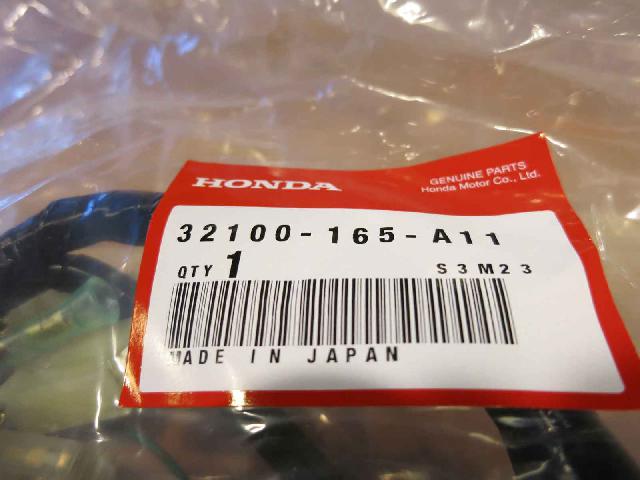 HONDA
GENUINE PARTS
Honda Motor Co., Ltd.
32100-165-A11
QTY 1 S3M23
MADE IN JAPAN